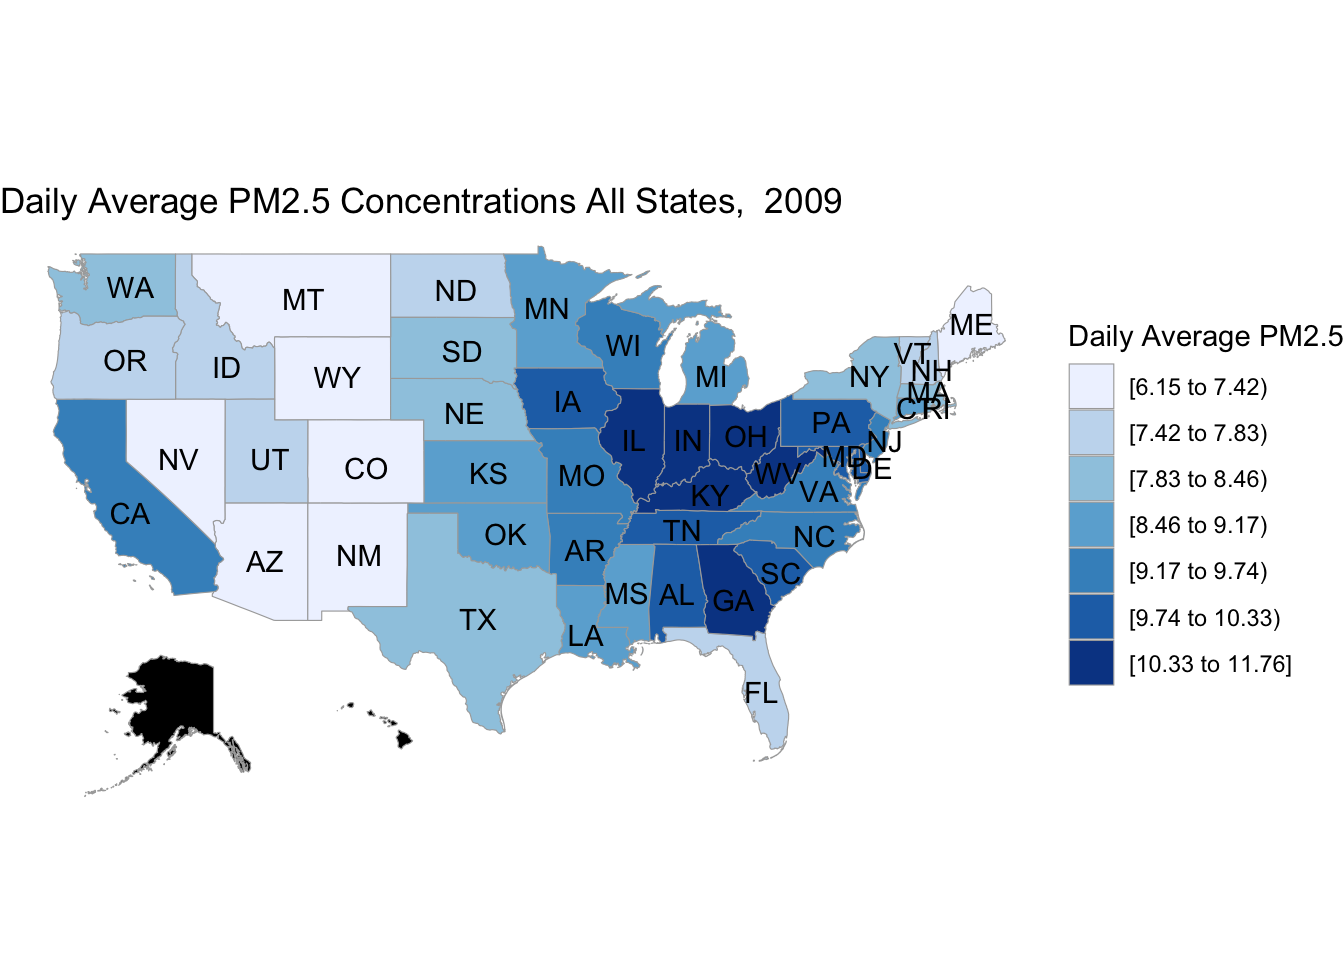 Daily Average PM2.5 Concentrations All States,  2009
WA
MT
ND
MN
ME
OR
ID
WY
SD
WI
MI
NY
VT
NH
MA
CT
RI
NE
IA
PA
NJ
NV
UT
CO
KS
MO
IL
IN
OH
WV
MD
DE
VA
KY
CA
AZ
NM
OK
AR
TN
NC
TX
LA
MS
AL
GA
SC
FL
Daily Average PM2.5
[6.15 to 7.42)
[7.42 to 7.83)
[7.83 to 8.46)
[8.46 to 9.17)
[9.17 to 9.74)
[9.74 to 10.33)
[10.33 to 11.76]